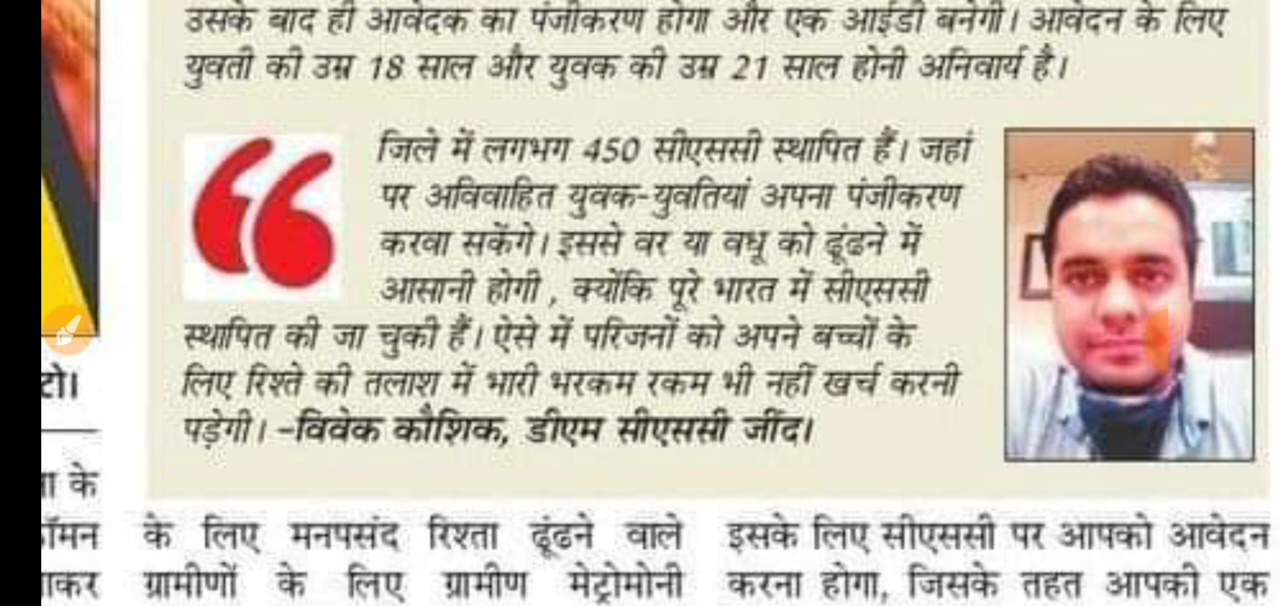 उसके बाद ही आवेदक का पंजीकरण होगा और एक आईडी बनेगी। आवेदन के लिए
युवती की उम्र 18 साल और युवक की उम्र 21 साल होनी अनिवार्य है।
जिले में लगभग 450 सीएससी स्थापित हैं। जहां
पर अविवाहित युवक-युवतियां अपना पंजीकरण
करवा सकेंगे। इससे वर या वधू को ढूंढने में
आसानी होगी , क्योंकि पूरे भारत में सीएससी
स्थापित की जा चुकी हैं। ऐसे में परिजनों को अपने बच्चों के
लिए रिश्ते की तलाश में भारी भरकम रकम भी नहीं खर्च करनी
पड़ेगी। -विवेक कौशिक, डीएम सीएससी जींद।
टो।
के
के लिए मनपसंद रिश्ता ढूंढने वाले
ग्रामीणों के लिए ग्रामीण मेट्रोमोनी
इसके लिए सीएससी पर आपको आवेदन
करना होगा, जिसके तहत आपकी एक